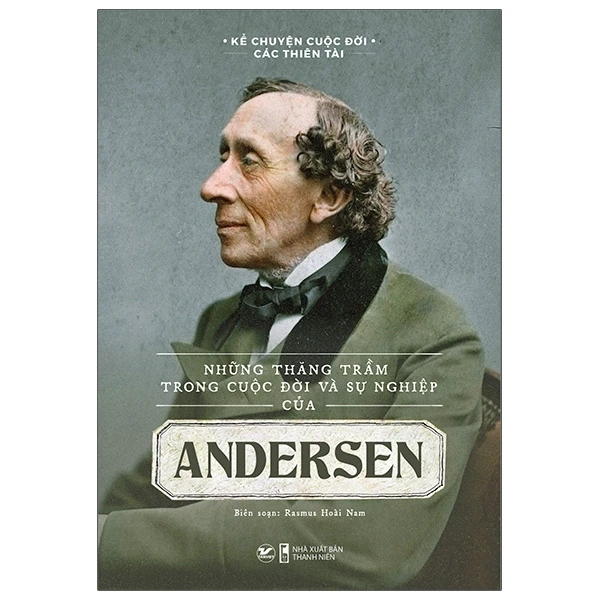 • KỂ CHUYỆN CUỘC ĐỜI •
CÁC THIÊN TÀI
NHỮNG THĂNG TRẦM
TRONG CUỘC ĐỜI VÀ SỰ NGHIỆP
CỦA
ANDERSEN
Biên soạn: Rasmus Hoài Nam
TANVIET
NHÀ XUẤT BẢN
THANH NIÊN